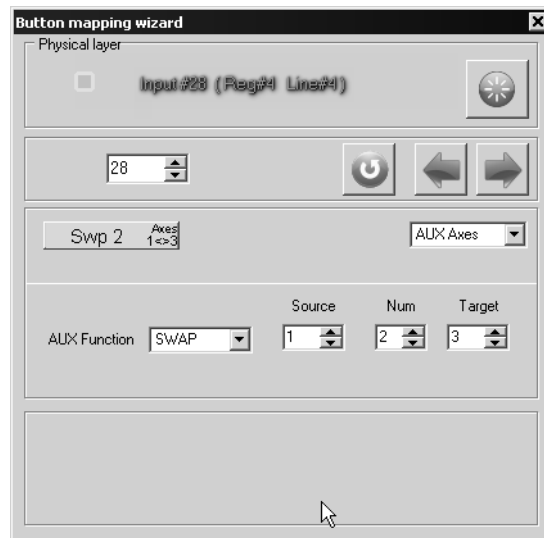 Button mapping wizard
Physical layer
Input #28 (Reg#4 Line#4)
28
Swp 2 Axes 1<>3
AUX Axes
Source Num Target
AUX Function SWAP 1 2 3